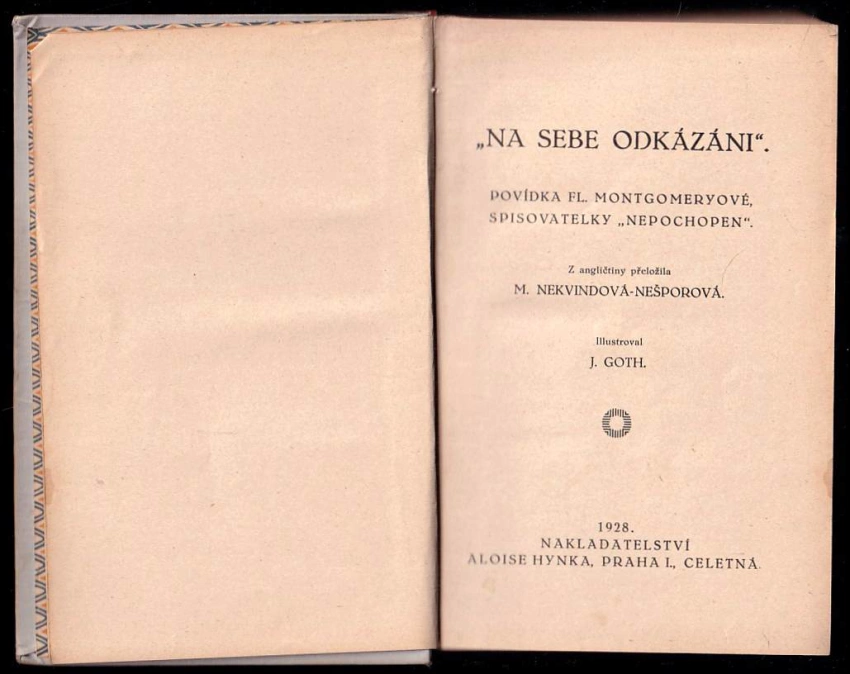 „NA SEBE ODKÁZÁNI“.
POVÍDKA FL. MONTGOMERYOVÉ,
SPISOVATELKY „NEPOCHOPEN“.
Z angličtiny přeložila
M. NEKVINDOVÁ-NEŠPOROVÁ.
Illustroval
J. GOTH.
1928.
NAKLADATELSTVÍ
ALOISE HYNKA, PRAHA I., CELETNÁ.